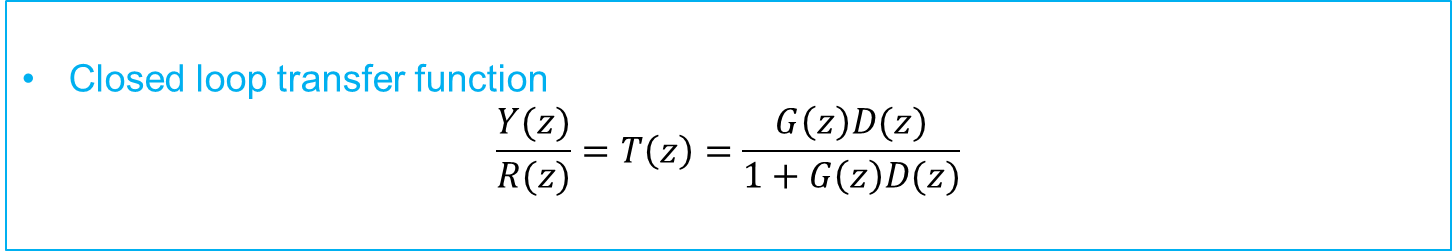 • Closed loop transfer function
Y(z)/R(z) = T(z) = G(z)D(z)/(1 + G(z)D(z))